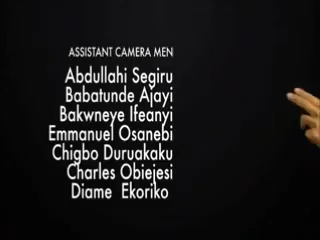 ASSISTANT CAMERA MEN
Abdullahi Segiru
Babatunde Ajayi
Bakwneye Ifeanyi
Emmanuel Osanebi
Chigbo Duruakaku
Charles Obiejesi
Diame Ekoriko